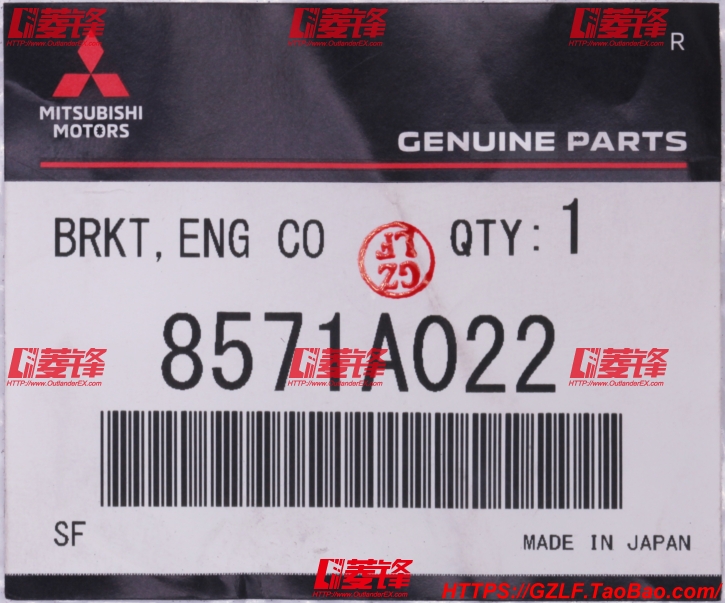 菱锋 菱锋 菱锋
HTTP://www.OutlanderEX.com HTTP://www.OutlanderEX.com HTTP://www.OutlanderEX.com
R
MITSUBISHI
MOTORS
GENUINE PARTS
BRKT, ENG CO QTY: 1
GZ
LF
8571A022
菱锋 菱锋 菱锋
HTTP://www.OutlanderEX.com HTTP://www.OutlanderEX.com HTTP://www.OutlanderEX.com
SF MADE IN JAPAN
菱锋
HTTP://www.OutlanderEX.com
HTTPS://GZLF.TaoBao.com/